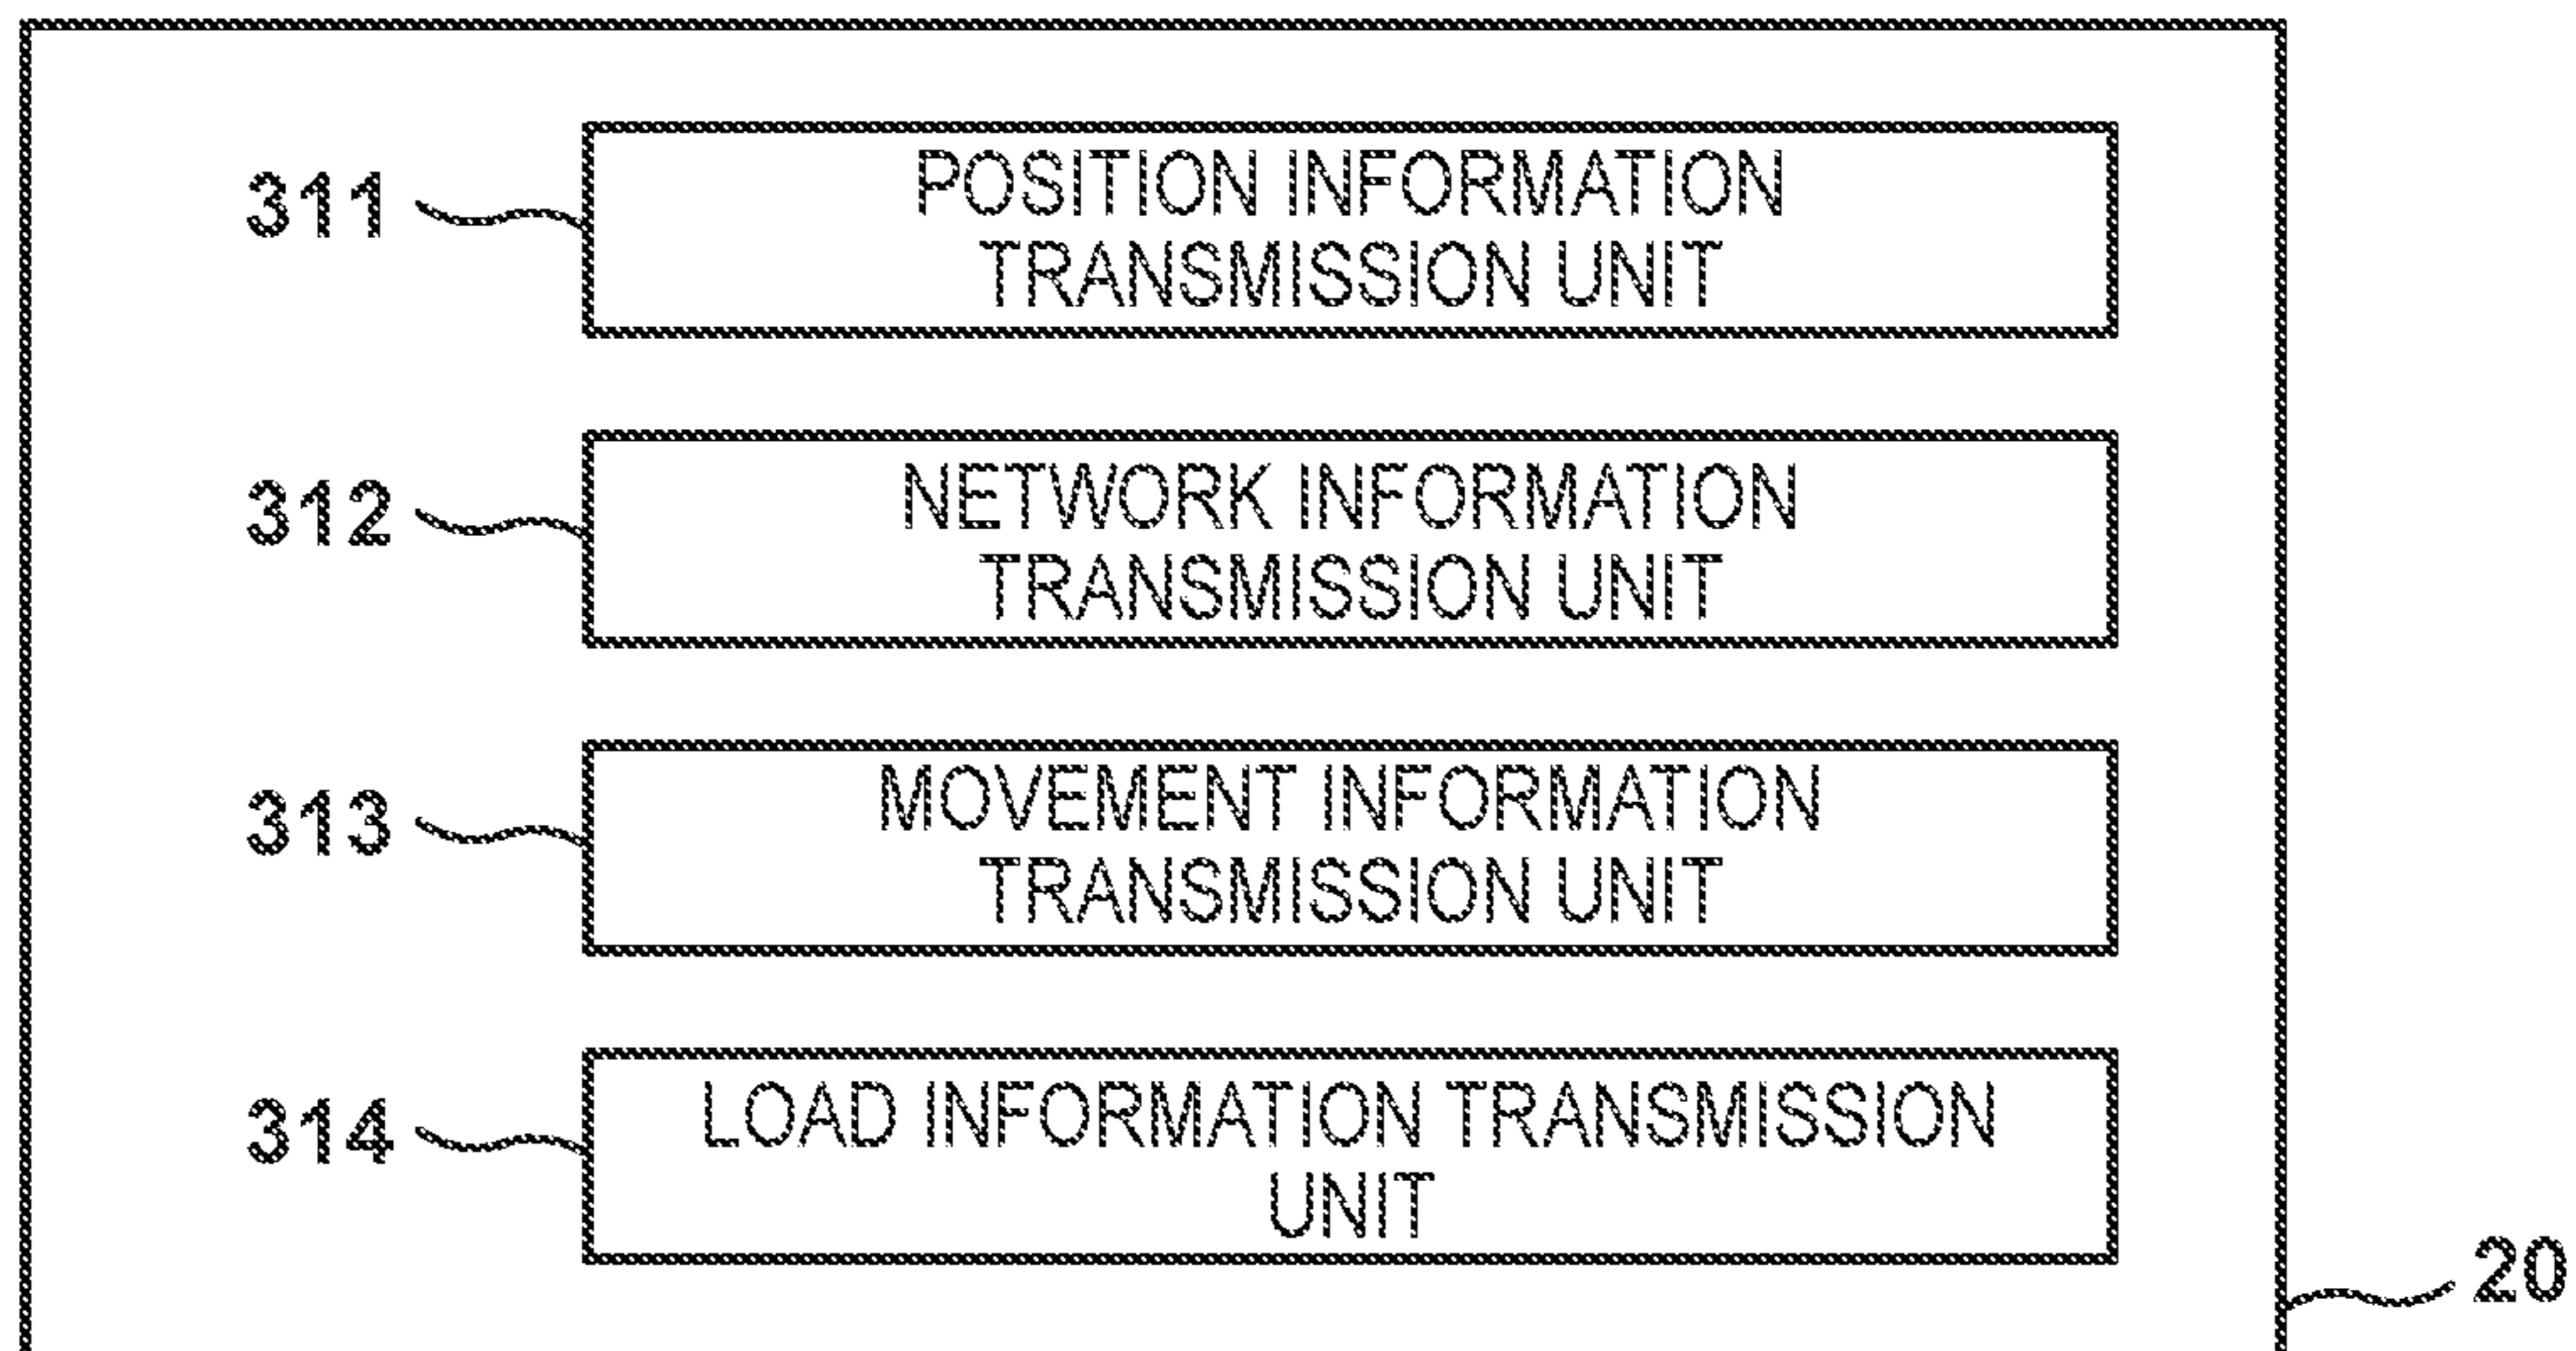 311
POSITION INFORMATION
TRANSMISSION UNIT
312
NETWORK INFORMATION
TRANSMISSION UNIT
313
MOVEMENT INFORMATION
TRANSMISSION UNIT
314
LOAD INFORMATION TRANSMISSION
UNIT
20